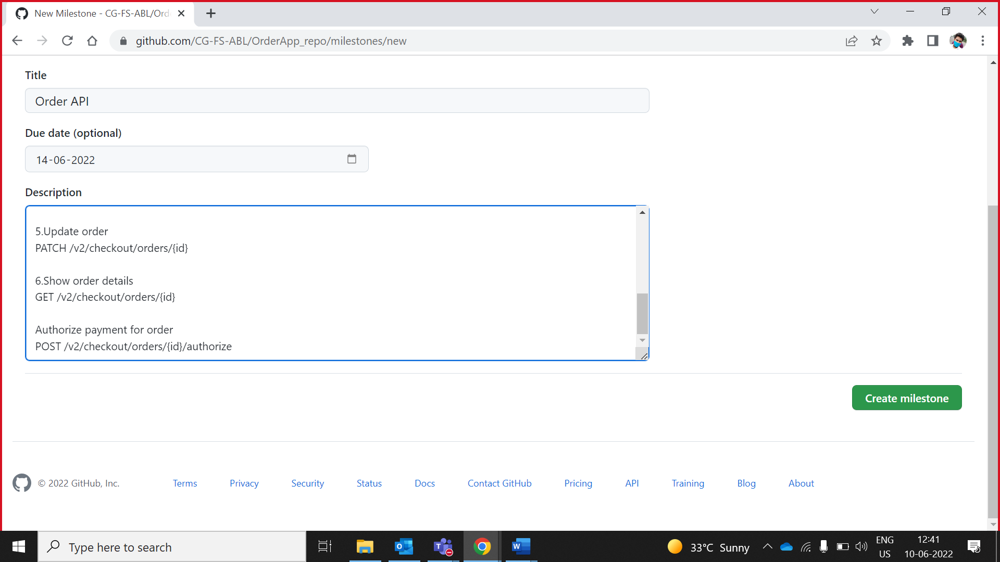 New Milestone - CG-FS-ABL/Ord
github.com/CG-FS-ABL/OrderApp_repo/milestones/new
Title
Order API
Due date (optional)
14-06-2022
Description
5.Update order
PATCH /v2/checkout/orders/{id}
6.Show order details
GET /v2/checkout/orders/{id}
Authorize payment for order
POST /v2/checkout/orders/{id}/authorize
Create milestone
© 2022 GitHub, Inc. Terms Privacy Security Status Docs Contact GitHub Pricing API Training Blog About
Type here to search
33°C Sunny
ENG
US
12:41
10-06-2022